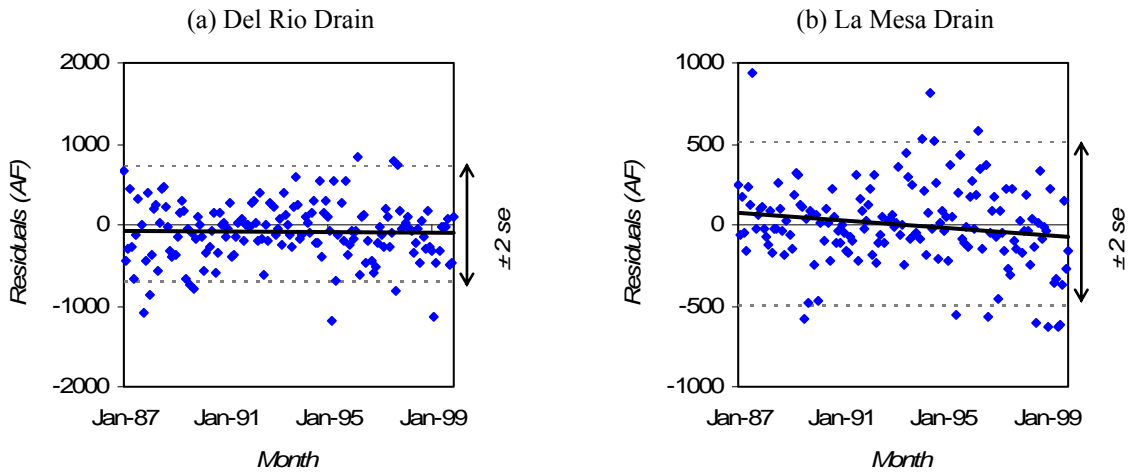 (a) Del Rio Drain
2000
1000
0
-1000
-2000
Residuals (AF)
± 2 se
Jan-87 Jan-91 Jan-95 Jan-99
Month
(b) La Mesa Drain
1000
500
0
-500
-1000
Residuals (AF)
± 2 se
Jan-87 Jan-91 Jan-95 Jan-99
Month